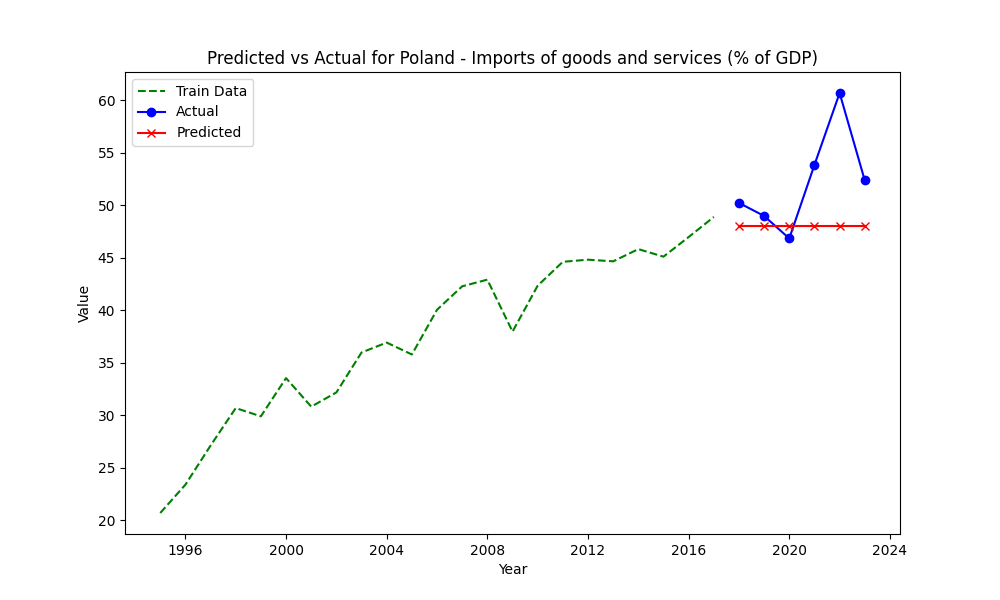 Predicted vs Actual for Poland - Imports of goods and services (% of GDP)
Train Data
Actual
Predicted
Value
60
55
50
45
40
35
30
25
20
1996 2000 2004 2008 2012 2016 2020 2024
Year